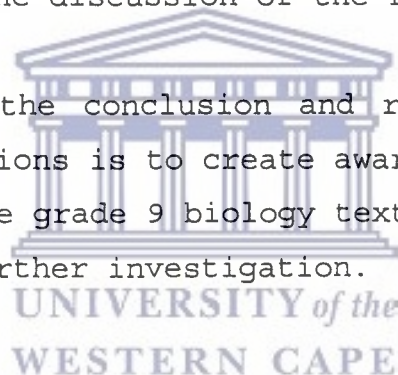 the discussion of the
the conclusion and r
ions is to create awar
e grade 9 biology text
rther investigation.
UNIVERSITY of the
WESTERN CAPE